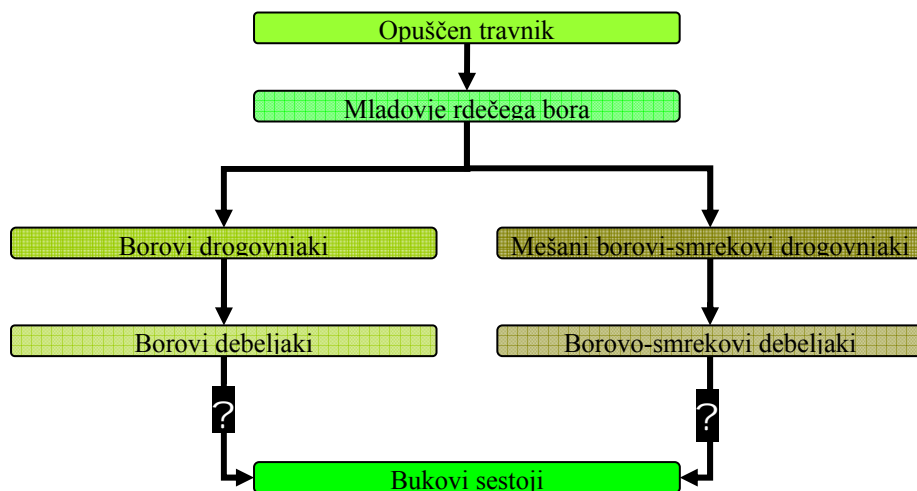 Opuščen travnik
Mladovje rdečega bora
Borovi drogovnjaki
Mešani borovi-smrekovi drogovnjaki
Borovi debeljaki
Borovo-smrekovi debeljaki
?
?
Bukovi sestoji